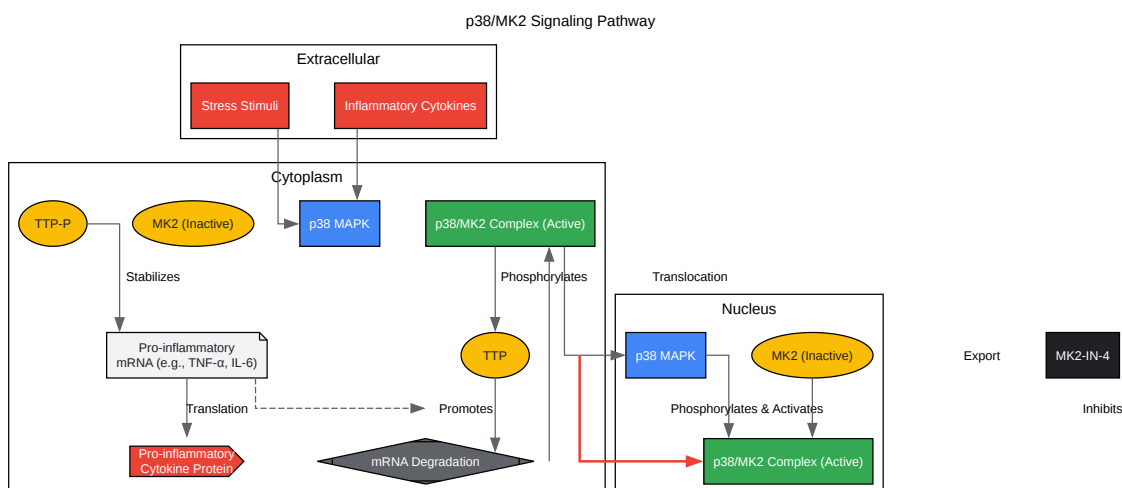 p38/MK2 Signaling Pathway
Extracellular
Stress Stimuli
Inflammatory Cytokines
Cytoplasm
TTP-P
MK2 (Inactive)
p38 MAPK
p38/MK2 Complex (Active)
Stabilizes
Phosphorylates
Translocation
Nucleus
Pro-inflammatory
mRNA (e.g., TNF-α, IL-6)
TTP
p38 MAPK
MK2 (Inactive)
Export
MK2-IN-4
Translation
Promotes
Phosphorylates & Activates
Inhibits
Pro-inflammatory
Cytokine Protein
mRNA Degradation
p38/MK2 Complex (Active)